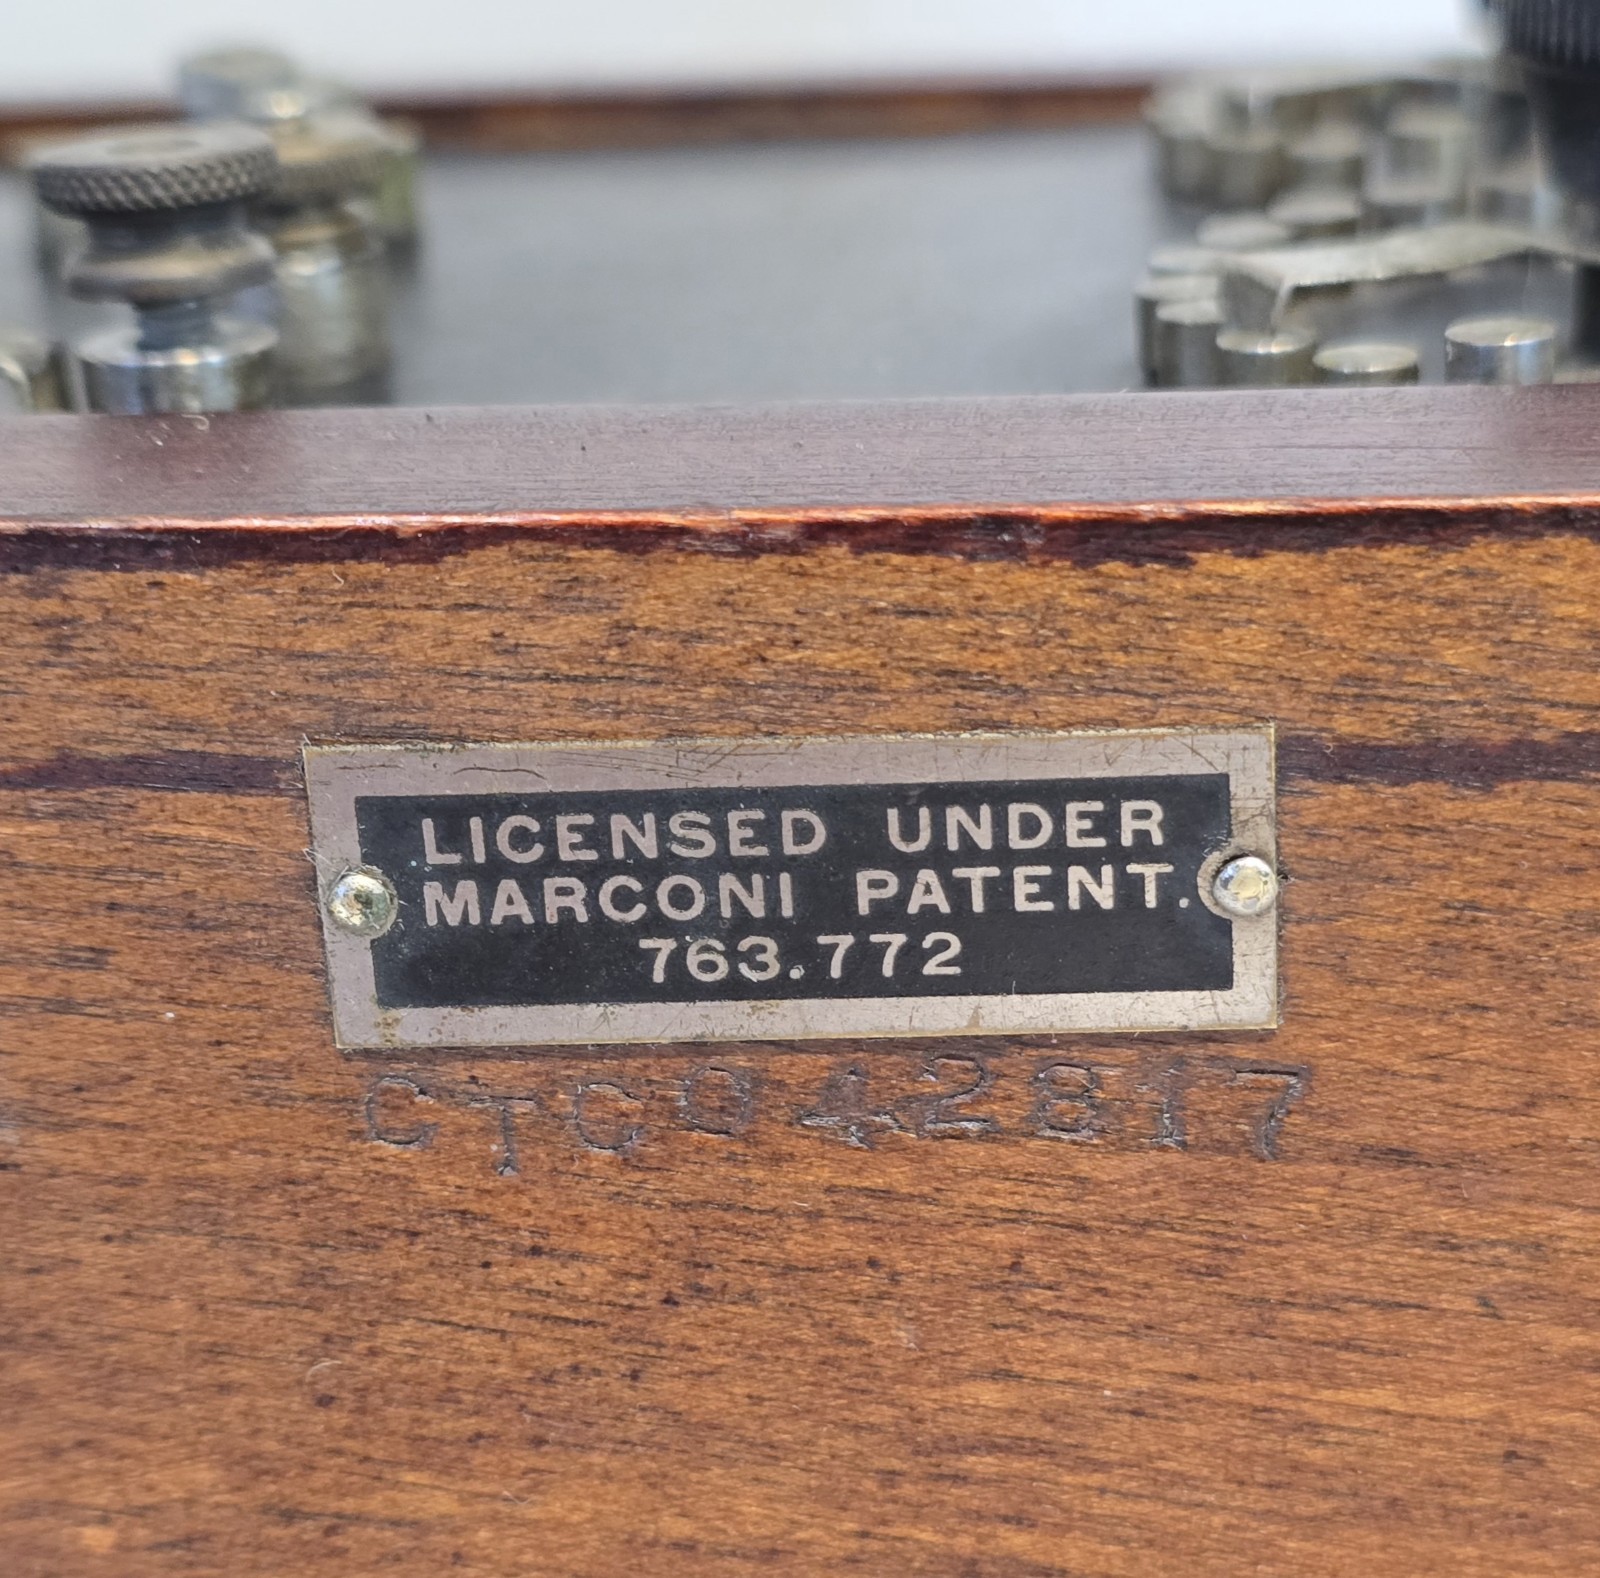 LICENSED UNDER
MARCONI PATENT.
763.772
CTC042817